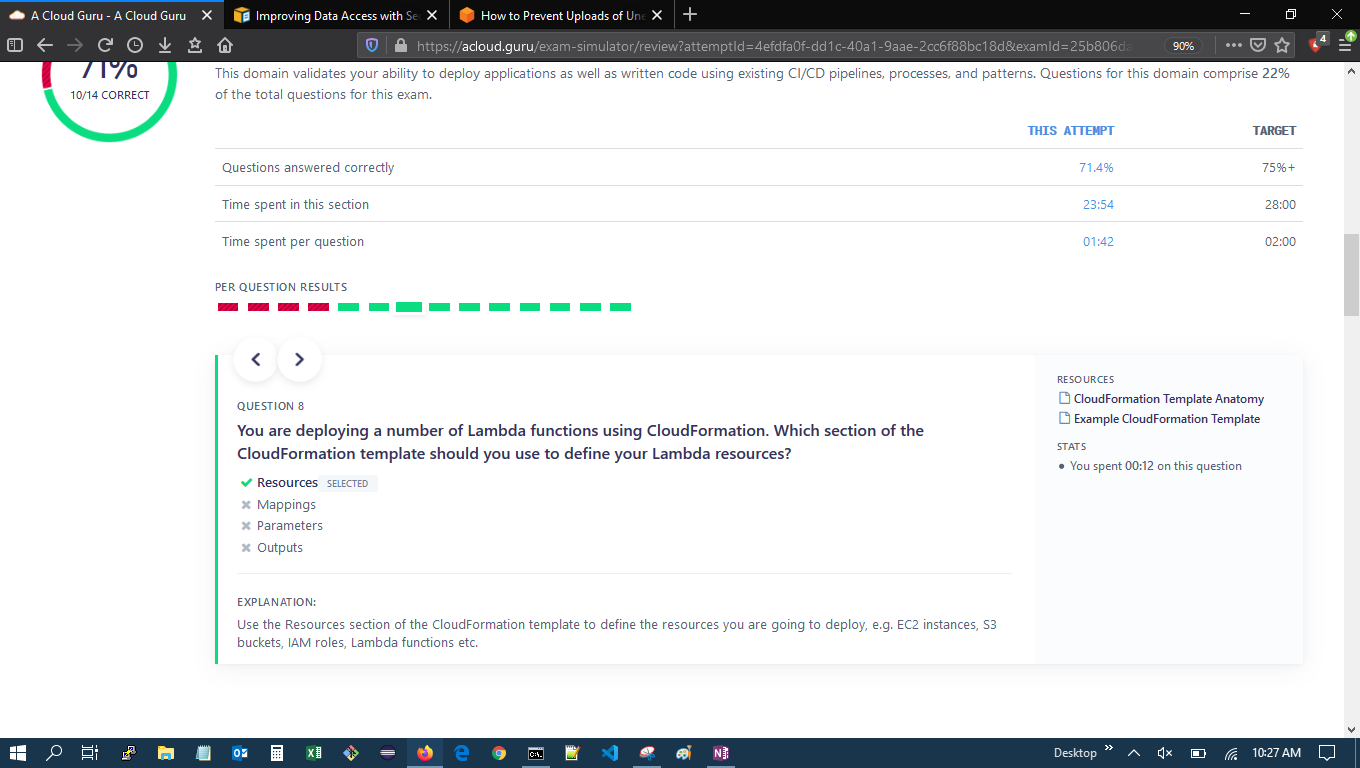 A Cloud Guru - A Cloud Guru
Improving Data Access with Se
How to Prevent Uploads of Une
https://acloud.guru/exam-simulator/review?attemptId=4efdfa0f-dd1c-40a1-9aae-2cc6f88bc18d&examId=25b806da
90%
4
71%
10/14 CORRECT
This domain validates your ability to deploy applications as well as written code using existing CI/CD pipelines, processes, and patterns. Questions for this domain comprise 22%
of the total questions for this exam.
THIS ATTEMPT TARGET
Questions answered correctly 71.4% 75%+
Time spent in this section 23:54 28:00
Time spent per question 01:42 02:00
PER QUESTION RESULTS
QUESTION 8
You are deploying a number of Lambda functions using CloudFormation. Which section of the
CloudFormation template should you use to define your Lambda resources?
Resources SELECTED
Mappings
Parameters
Outputs
EXPLANATION:
Use the Resources section of the CloudFormation template to define the resources you are going to deploy, e.g. EC2 instances, S3
buckets, IAM roles, Lambda functions etc.
RESOURCES
CloudFormation Template Anatomy
Example CloudFormation Template
STATS
You spent 00:12 on this question
Desktop
10:27 AM